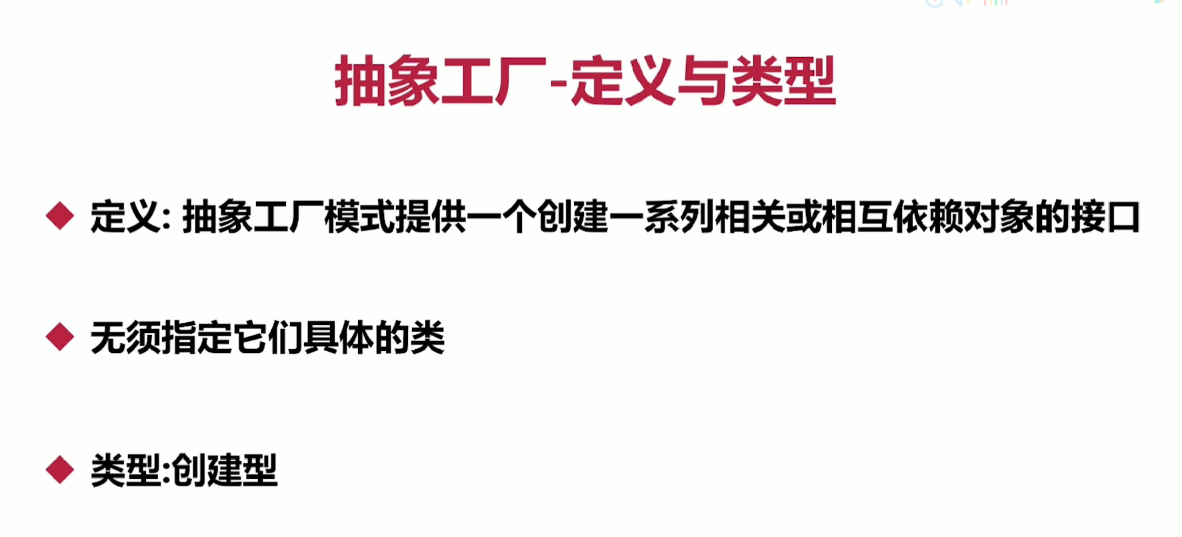 抽象工厂-定义与类型
定义: 抽象工厂模式提供一个创建一系列相关或相互依赖对象的接口
无须指定它们具体的类
类型:创建型